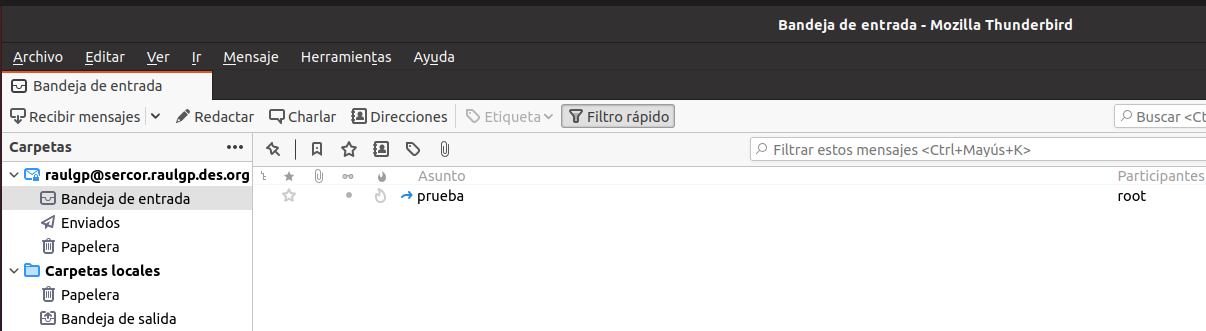 Bandeja de entrada - Mozilla Thunderbird
Archivo Editar Ver Ir Mensaje Herramientas Ayuda
Bandeja de entrada
Recibir mensajes Redactar Charlar Direcciones Etiqueta Filtro rápido Buscar <Ct
Carpetas ••• Filtrar estos mensajes <Ctrl+Mayús+K>
raulgp@sercor.raulgp.des.org Asunto Participantes
Bandeja de entrada prueba root
Enviados
Papelera
Carpetas locales
Papelera
Bandeja de salida